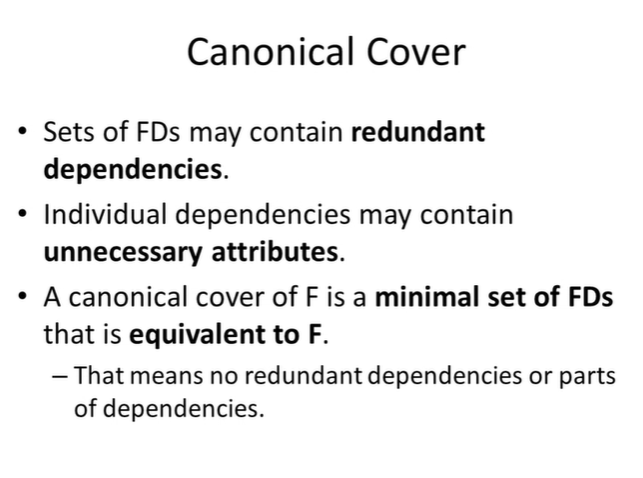 Canonical Cover
• Sets of FDs may contain redundant
dependencies.
• Individual dependencies may contain
unnecessary attributes.
• A canonical cover of F is a minimal set of FDs
that is equivalent to F.
– That means no redundant dependencies or parts
of dependencies.